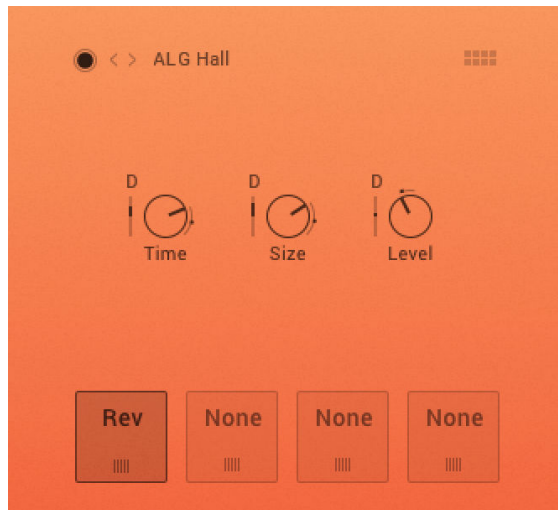 < > ALG Hall
D D D
Time Size Level
Rev None None None